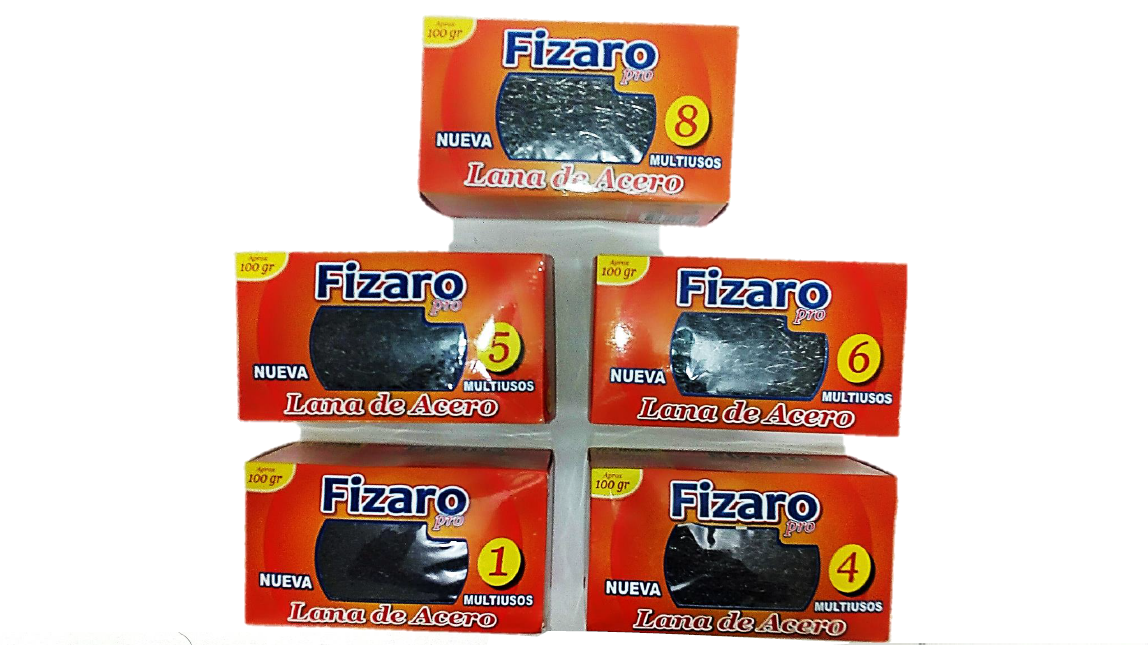 Aprox
100 gr
Fizaro
pro
8
NUEVA
MULTIUSOS
Lana de Acero
Aprox
100 gr
Fizaro
pro
5
NUEVA
MULTIUSOS
Lana de Acero
Aprox
100 gr
Fizaro
pro
6
NUEVA
MULTIUSOS
Lana de Acero
Aprox
100 gr
Fizaro
pro
1
NUEVA
MULTIUSOS
Lana de Acero
Aprox
100 gr
Fizaro
pro
4
NUEVA
MULTIUSOS
Lana de Acero